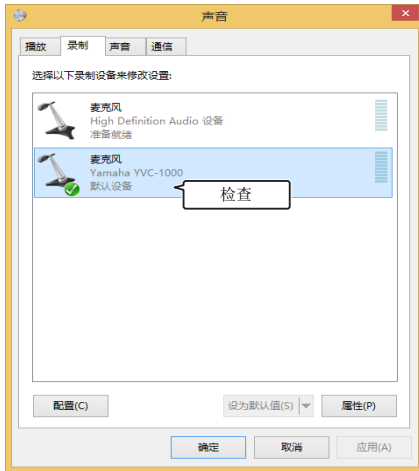 声音
播放 录制 声音 通信
选择以下录制设备来修改设置:
麦克风
High Definition Audio 设备
准备就绪
麦克风
Yamaha YVC-1000
默认设备
检查
配置(C) 设为默认值(S) 属性(P)
确定 取消 应用(A)